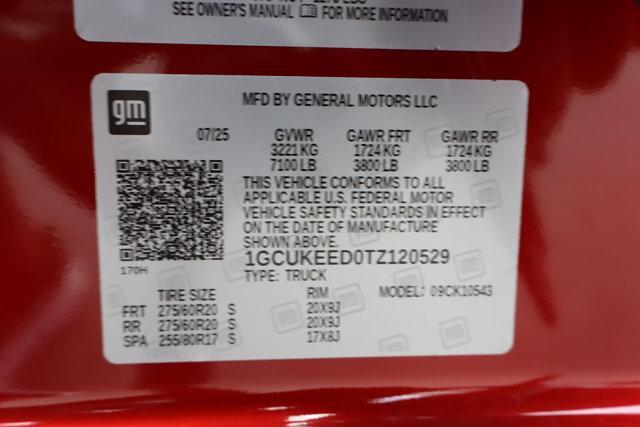 SEE OWNER'S MANUAL FOR MORE INFORMATION
gm
MFD BY GENERAL MOTORS LLC
07/25 GVWR GAWR FRT GAWR RR
3221 KG 1724 KG 1724 KG
7100 LB 3800 LB 3800 LB
THIS VEHICLE CONFORMS TO ALL
APPLICABLE U.S. FEDERAL MOTOR
VEHICLE SAFETY STANDARDS IN EFFECT
ON THE DATE OF MANUFACTURE
SHOWN ABOVE.
170H
1GCUKEED0TZ120529
TYPE: TRUCK
TIRE SIZE RIM MODEL: 09CK10543
FRT 275/60R20 S 20X9J
RR 275/60R20 S 20X9J
SPA 255/80R17 S 17X8J